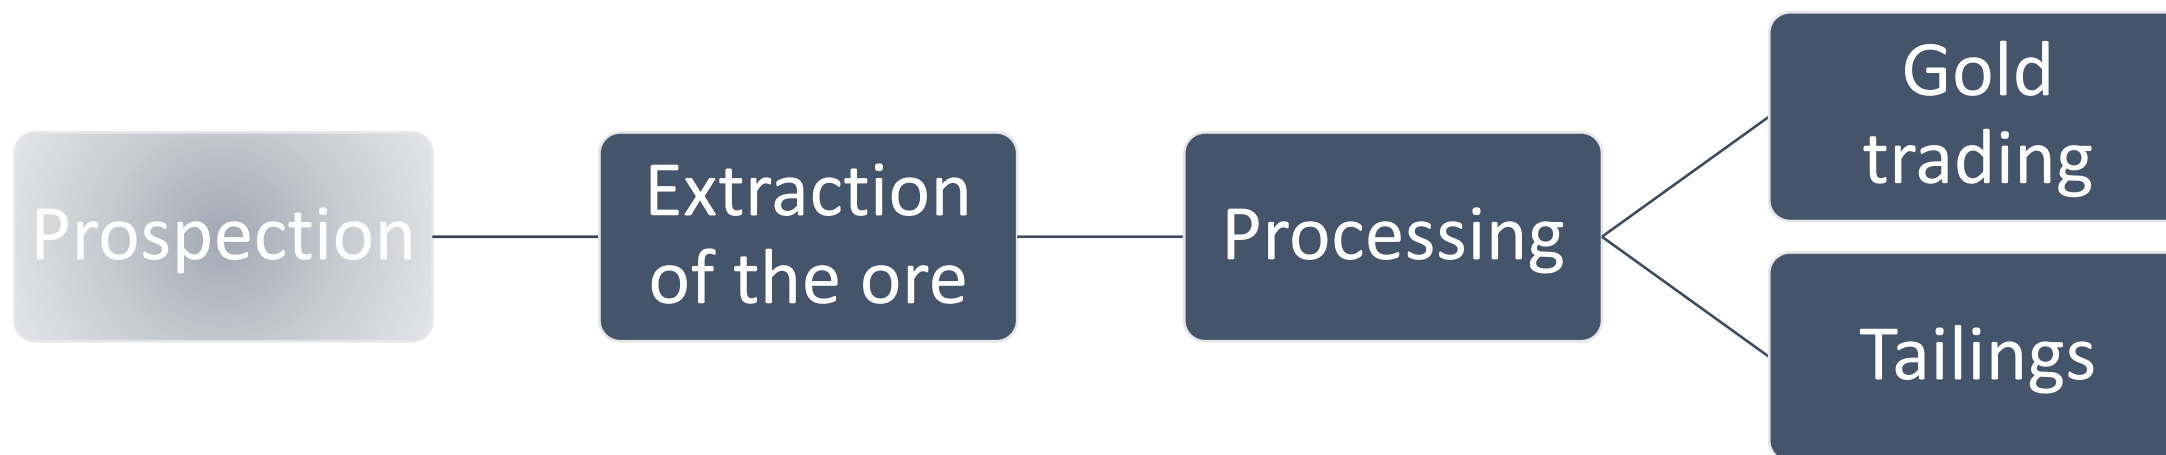 Prospection
Extraction
of the ore
Processing
Gold
trading
Tailings